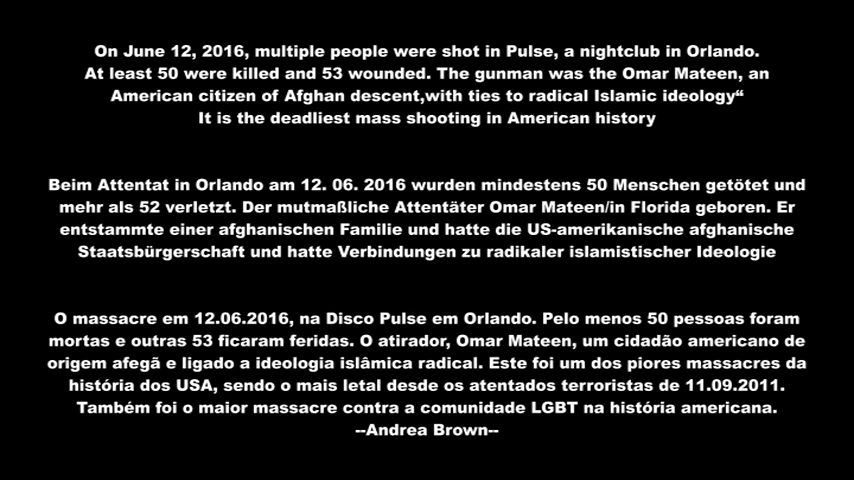 On June 12, 2016, multiple people were shot in Pulse, a nightclub in Orlando.
At least 50 were killed and 53 wounded. The gunman was the Omar Mateen, an
American citizen of Afghan descent,with ties to radical Islamic ideology“
It is the deadliest mass shooting in American history
Beim Attentat in Orlando am 12. 06. 2016 wurden mindestens 50 Menschen getötet und
mehr als 52 verletzt. Der mutmaßliche Attentäter Omar Mateen/in Florida geboren. Er
entstammte einer afghanischen Familie und hatte die US-amerikanische afghanische
Staatsbürgerschaft und hatte Verbindungen zu radikaler islamistischer Ideologie
O massacre em 12.06.2016, na Disco Pulse em Orlando. Pelo menos 50 pessoas foram
mortas e outras 53 ficaram feridas. O atirador, Omar Mateen, um cidadão americano de
origem afegã e ligado a ideologia islâmica radical. Este foi um dos piores massacres da
história dos USA, sendo o mais letal desde os atentados terroristas de 11.09.2011.
Também foi o maior massacre contra a comunidade LGBT na história americana.
--Andrea Brown--